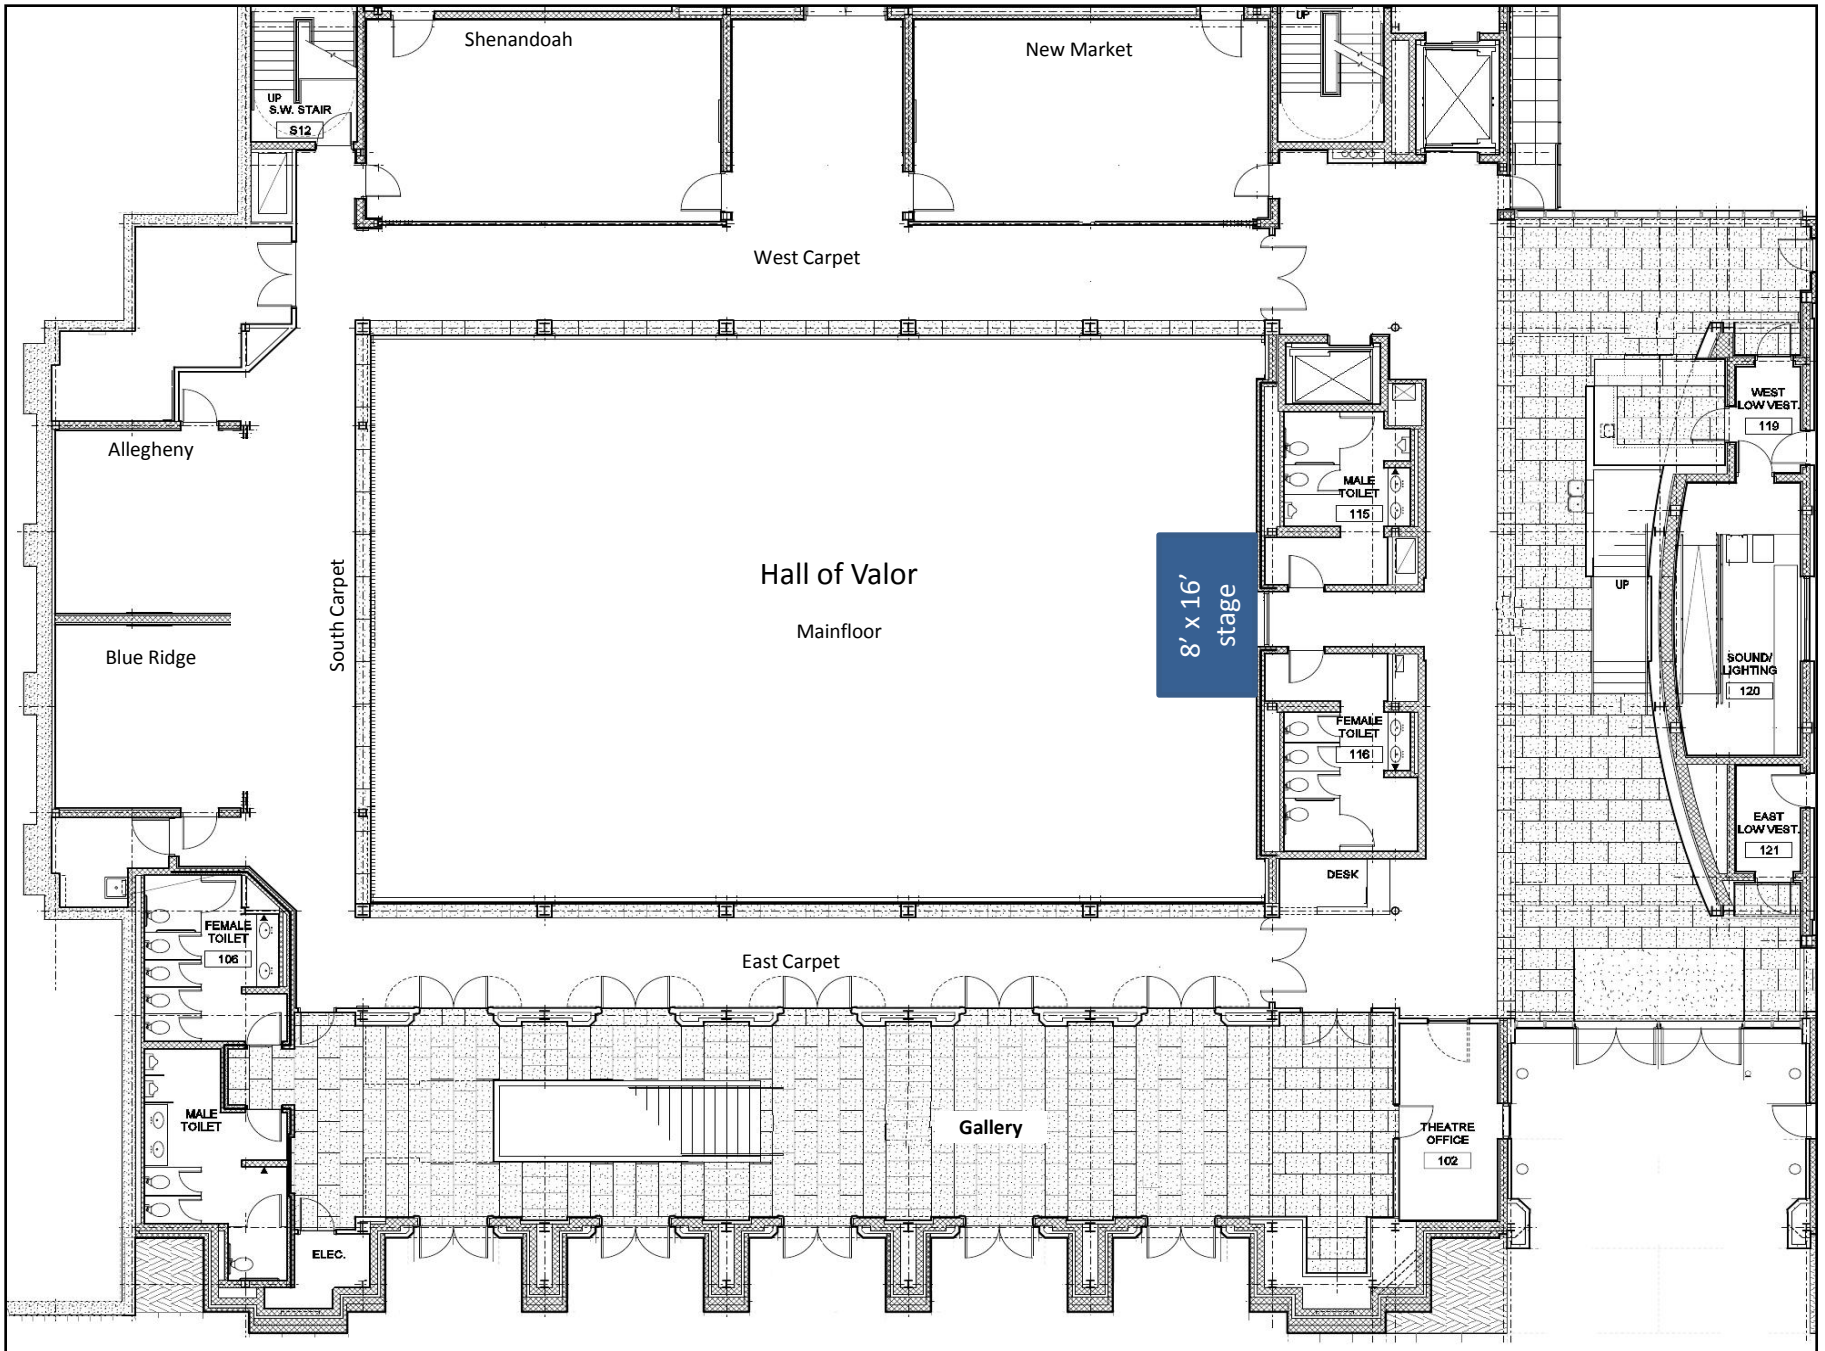 Shenandoah
New Market
UP
UP
S.W. STAIR
S12
West Carpet
WEST
LOW VEST.
119
Allegheny
MALE
TOILET
115
South Carpet
Hall of Valor
Mainfloor
8’ x 16’
stage
UP
Blue Ridge
SOUND/
LIGHTING
120
FEMALE
TOILET
116
EAST
LOW VEST.
121
DESK
FEMALE
TOILET
106
East Carpet
MALE
TOILET
Gallery
THEATRE
OFFICE
102
ELEC.